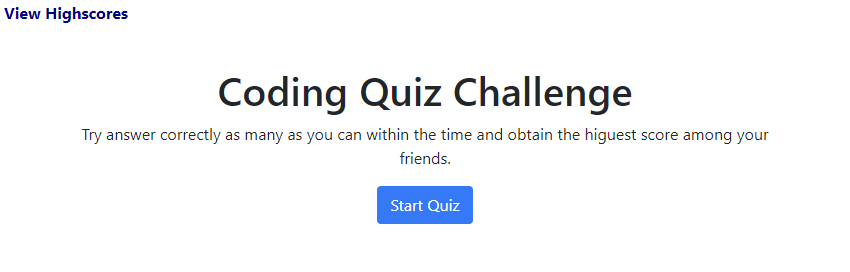 View Highscores
Coding Quiz Challenge
Try answer correctly as many as you can within the time and obtain the higuest score among your
friends.
Start Quiz